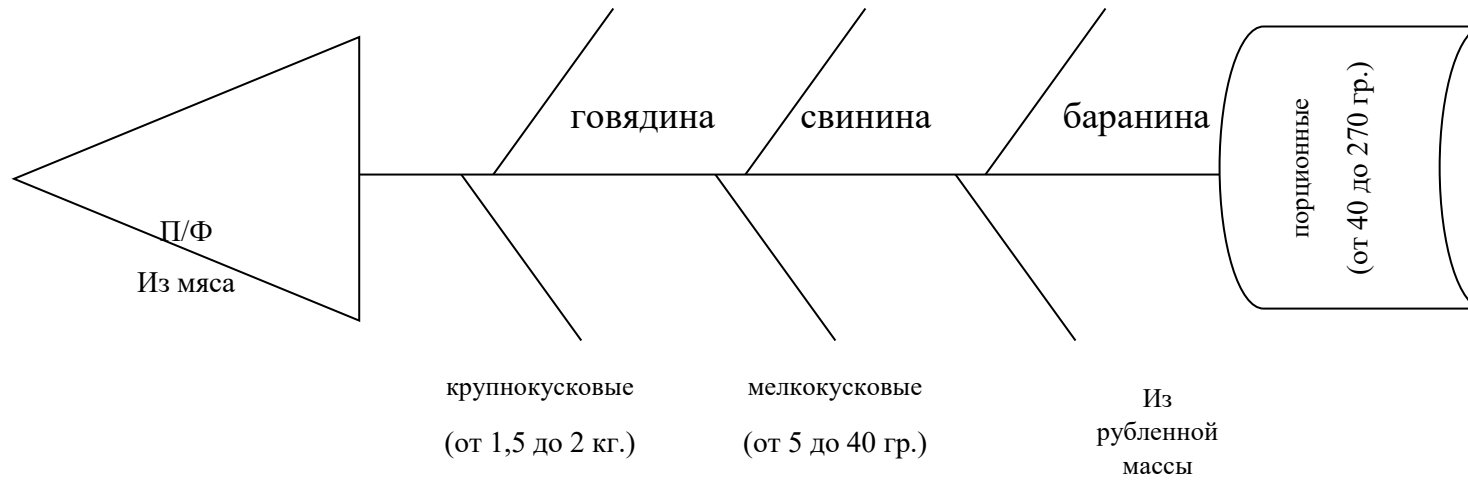 говядина
свинина
баранина
порционные
(от 40 до 270 гр.)
П/Ф
Из мяса
крупнокусковые
(от 1,5 до 2 кг.)
мелкокусковые
(от 5 до 40 гр.)
Из
рубленной
массы